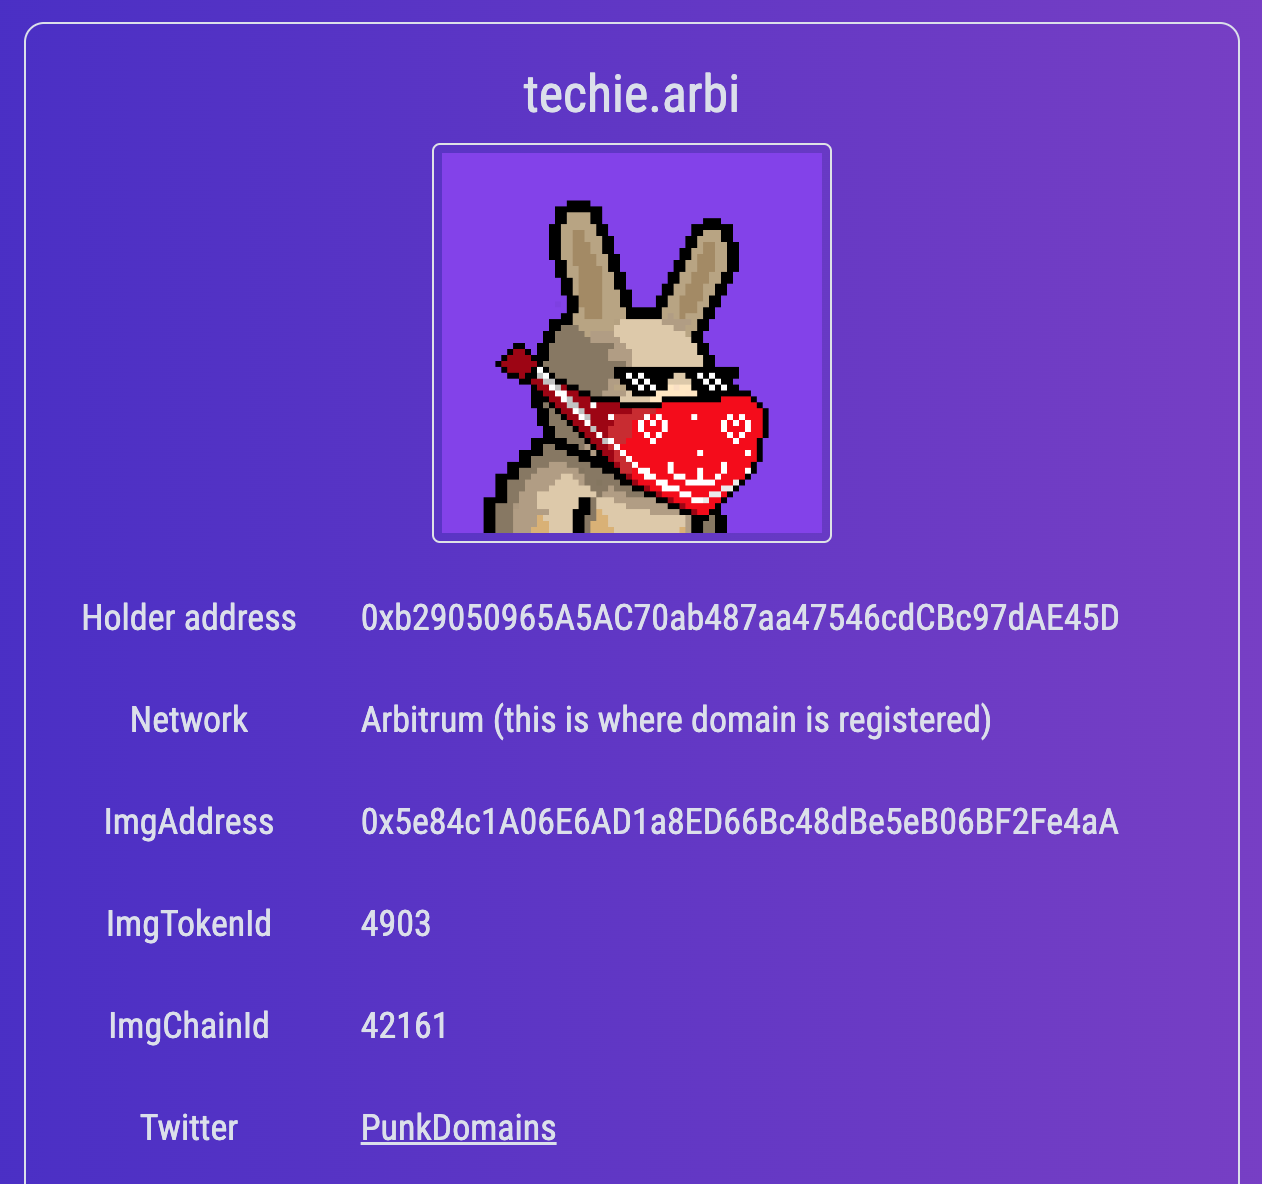 techie.arbi
Holder address 0xb29050965A5AC70ab487aa47546cdCBc97dAE45D
Network Arbitrum (this is where domain is registered)
ImgAddress 0x5e84c1A06E6AD1a8ED66Bc48dBe5eB06BF2Fe4aA
ImgTokenId 4903
ImgChainId 42161
Twitter PunkDomains